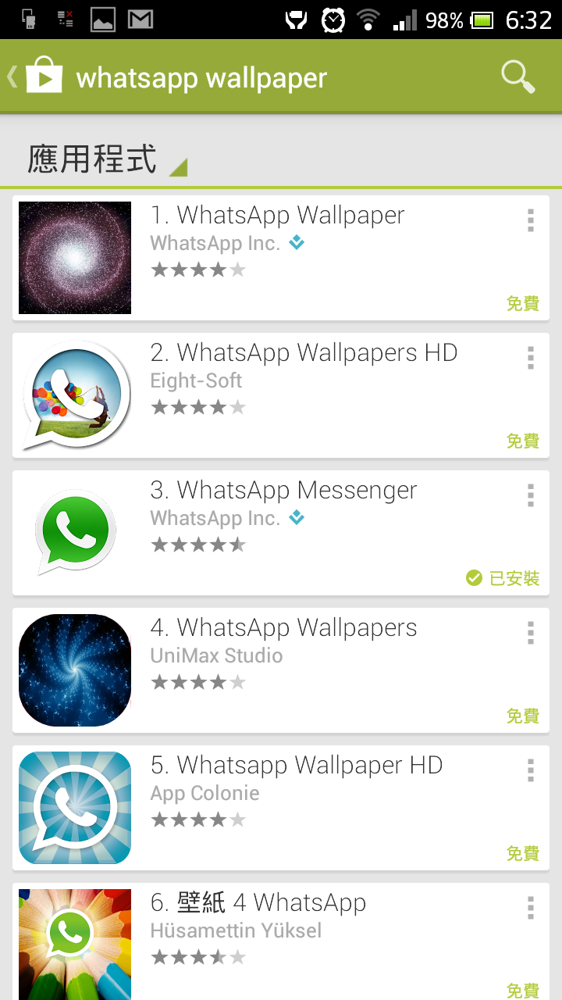 98% 6:32
whatsapp wallpaper
應用程式
1. WhatsApp Wallpaper
WhatsApp Inc.
免費
2. WhatsApp Wallpapers HD
Eight-Soft
免費
3. WhatsApp Messenger
WhatsApp Inc.
已安裝
4. WhatsApp Wallpapers
UniMax Studio
免費
5. Whatsapp Wallpaper HD
App Colonie
免費
6. 壁紙 4 WhatsApp
Hüsamettin Yüksel
免費